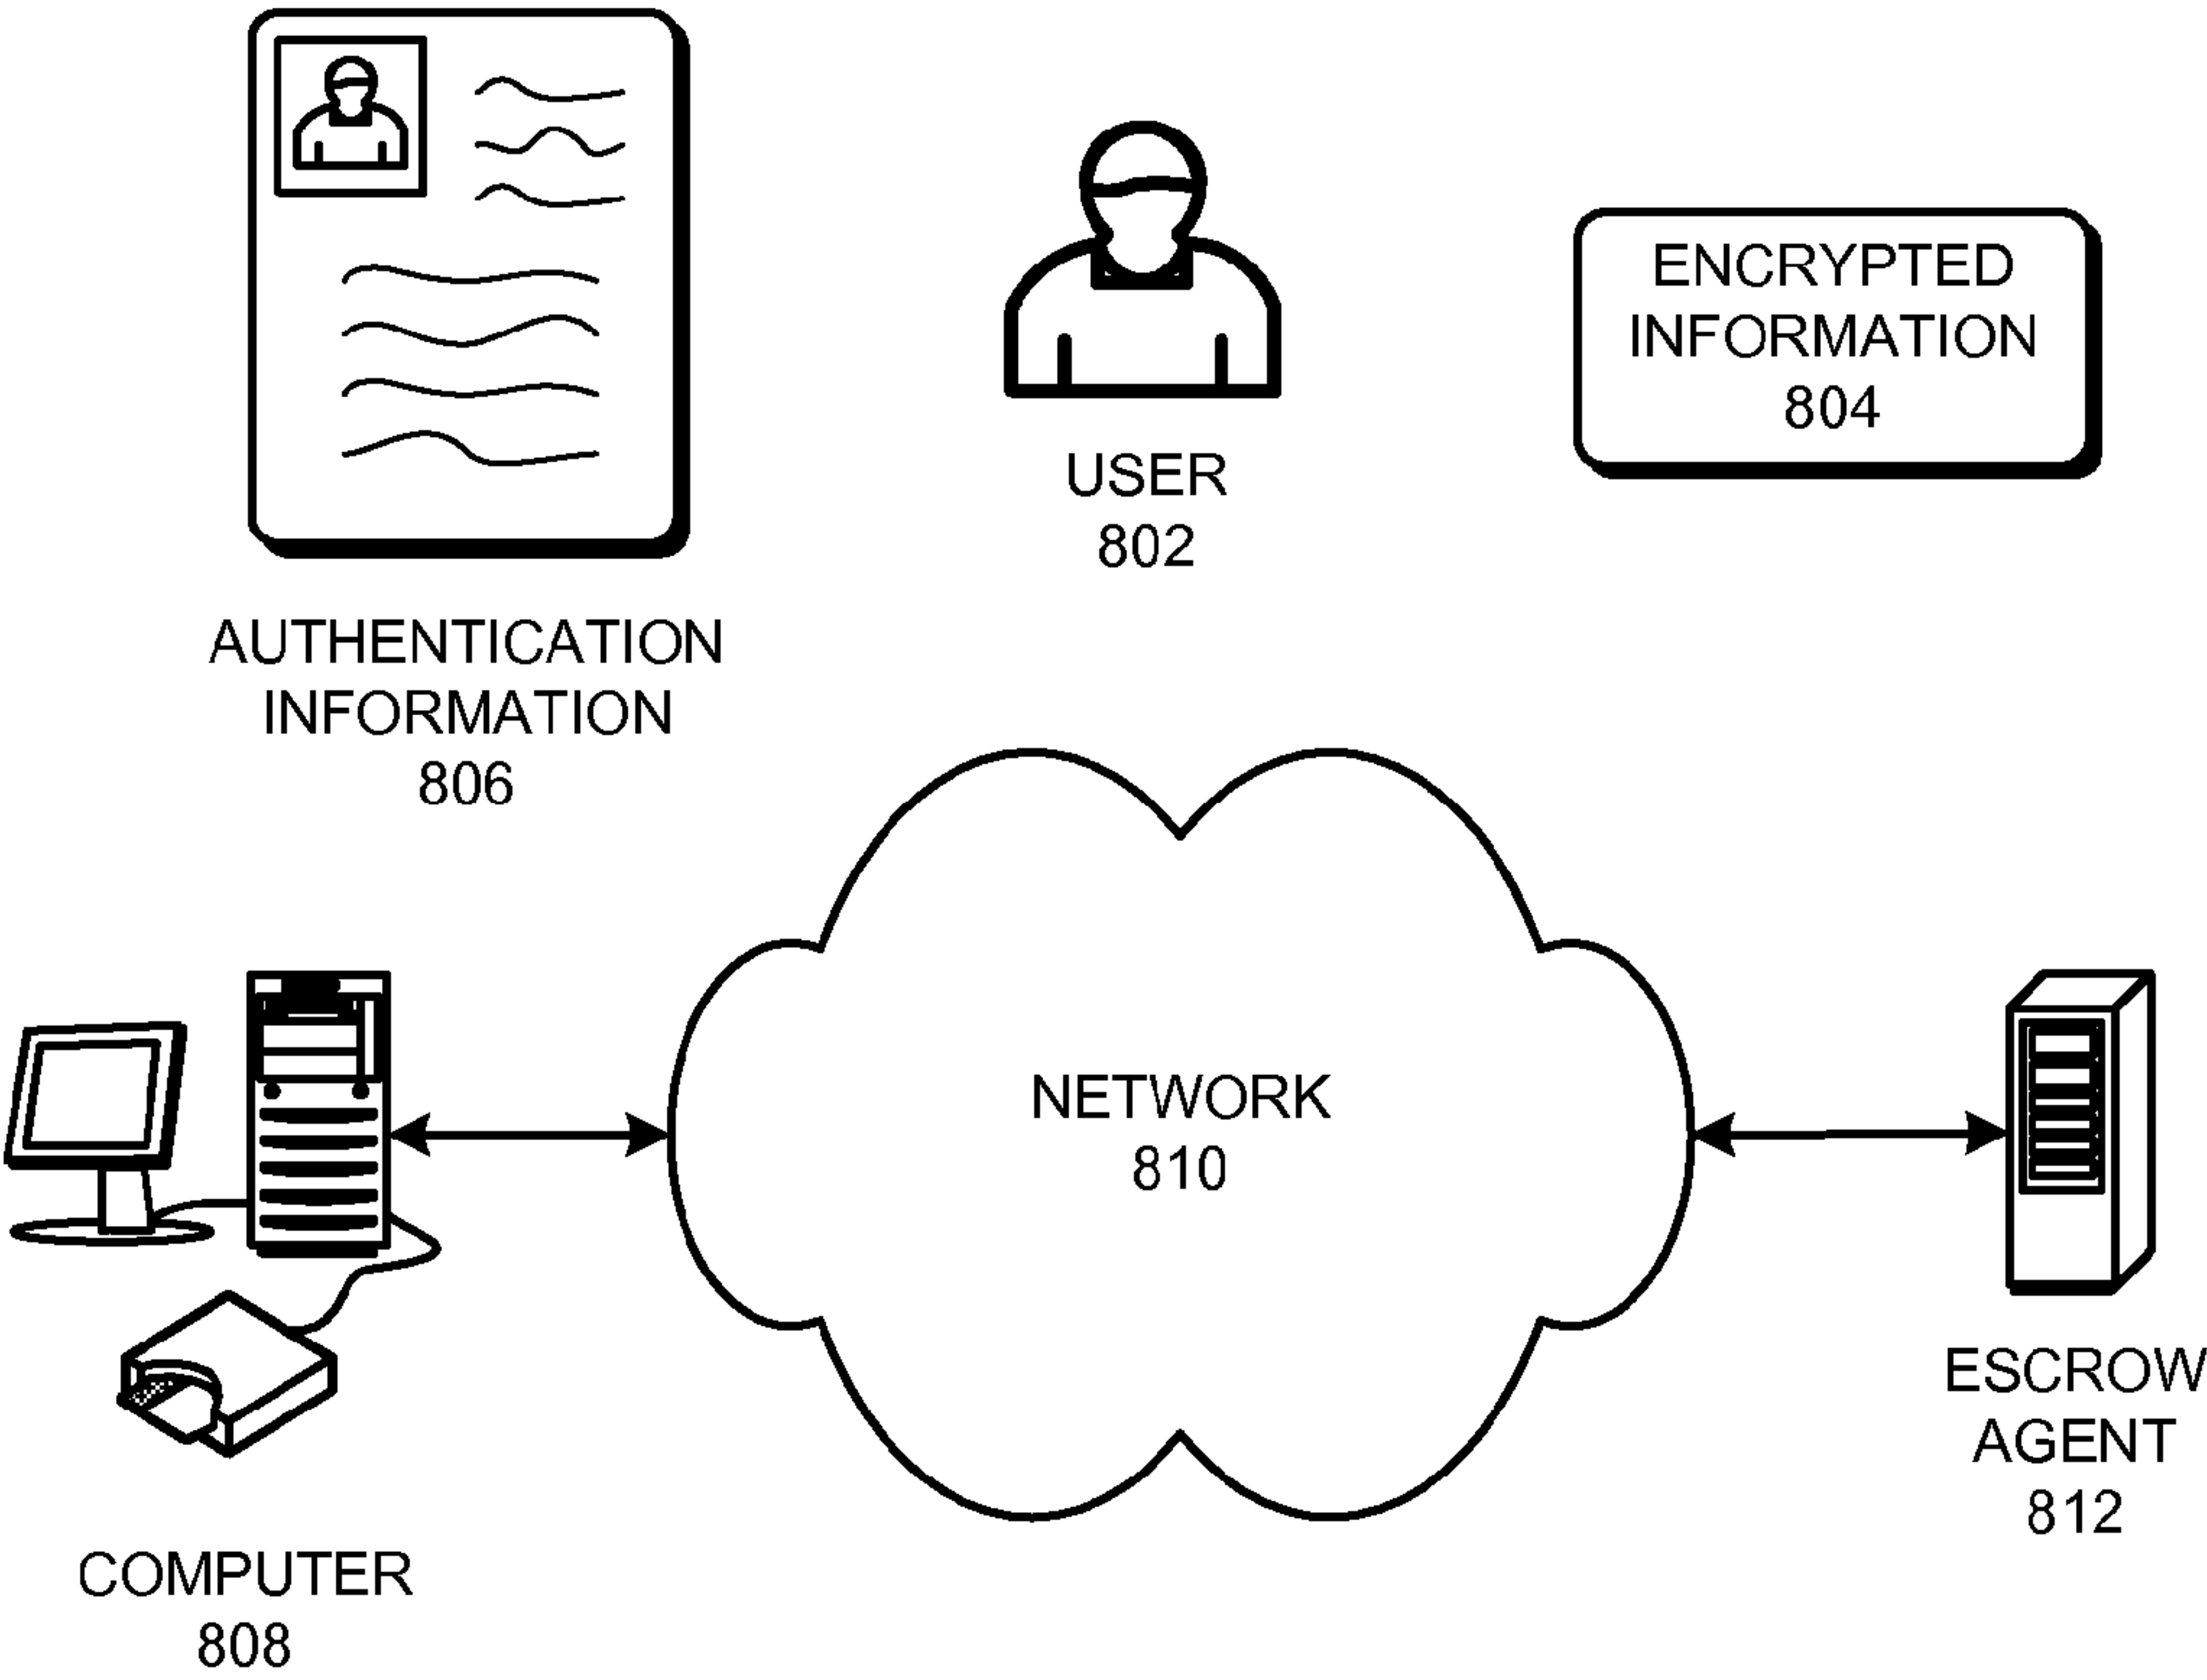 AUTHENTICATION
INFORMATION
806
USER
802
ENCRYPTED
INFORMATION
804
COMPUTER
808
NETWORK
810
ESCROW
AGENT
812